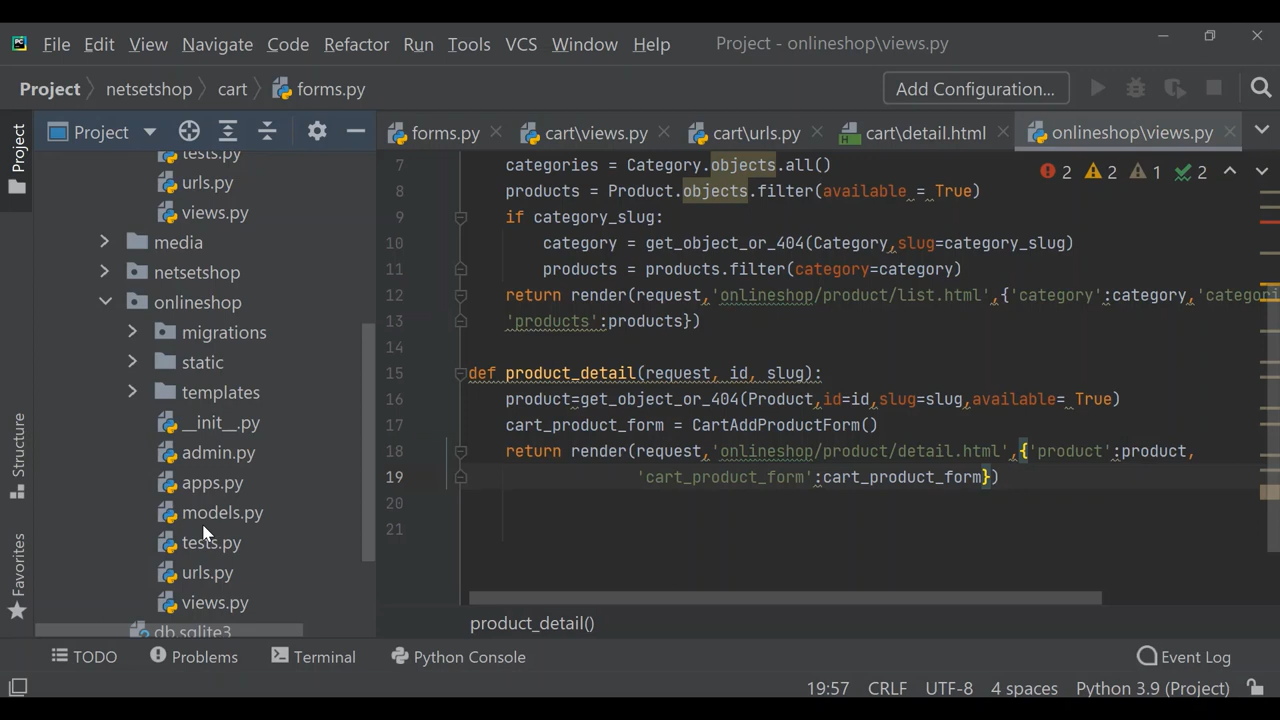 PC File Edit View Navigate Code Refactor Run Tools VCS Window Help Project - onlineshop\views.py
Project netsetshop cart forms.py Add Configuration...
Project forms.py cart\views.py cart\urls.py cart\detail.html onlineshop\views.py
Project
Structure
Favorites
tests.py
urls.py
views.py
media
netsetshop
onlineshop
migrations
static
templates
__init__.py
admin.py
apps.py
models.py
tests.py
urls.py
views.py
db.sqlite3
2 2 1 2
7 categories = Category.objects.all()
8 products = Product.objects.filter(available = True)
9 if category_slug:
10 category = get_object_or_404(Category,slug=category_slug)
11 products = products.filter(category=category)
12 return render(request,'onlineshop/product/list.html',{'category':category,'categori
13 'products':products})
14
15 def product_detail(request, id, slug):
16 product=get_object_or_404(Product,id=id,slug=slug,available= True)
17 cart_product_form = CartAddProductForm()
18 return render(request,'onlineshop/product/detail.html',{'product':product,
19 'cart_product_form':cart_product_form})
20
21
product_detail()
TODO Problems Terminal Python Console Event Log
19:57 CRLF UTF-8 4 spaces Python 3.9 (Project)